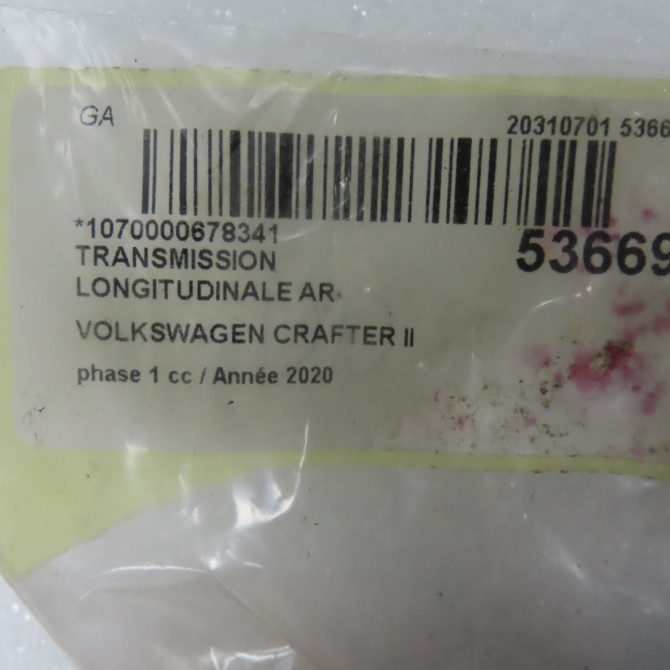 GA
20310701 5366
*1070000678341
53669
TRANSMISSION
LONGITUDINALE AR
VOLKSWAGEN CRAFTER II
phase 1 cc / Année 2020